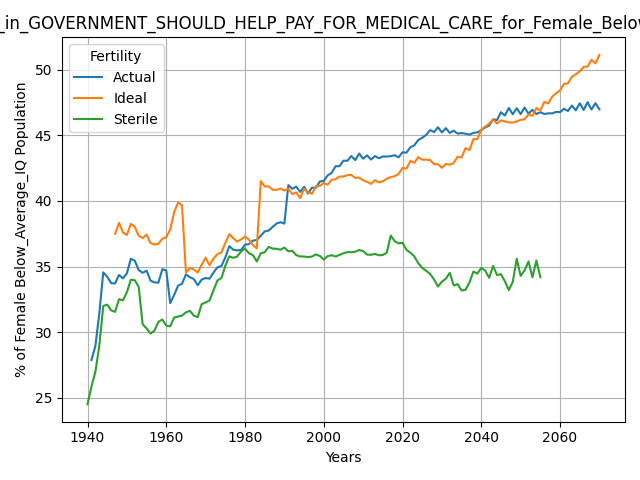 _in_GOVERNMENT_SHOULD_HELP_PAY_FOR_MEDICAL_CARE_for_Female_Below
% of Female Below_Average_IQ Population
50
45
40
35
30
25
Fertility
Actual
Ideal
Sterile
1940 1960 1980 2000 2020 2040 2060
Years